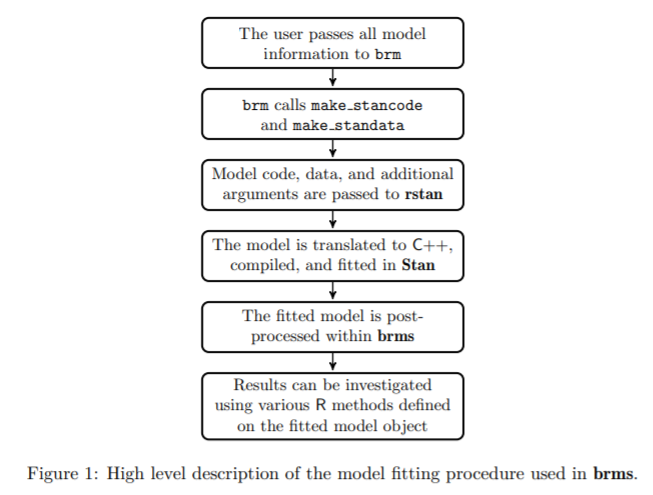 The user passes all model
information to brm
brm calls make_stancode
and make_standata
Model code, data, and additional
arguments are passed to rstan
The model is translated to C++,
compiled, and fitted in Stan
The fitted model is post-
processed within brms
Results can be investigated
using various R methods defined
on the fitted model object
Figure 1: High level description of the model fitting procedure used in brms.